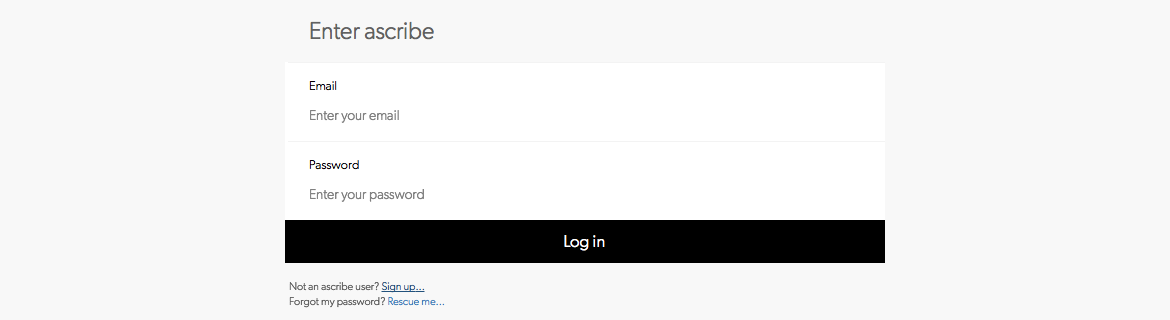 Enter ascribe
Email
Enter your email
Password
Enter your password
Log in
Not an ascribe user? Sign up...
Forgot my password? Rescue me...